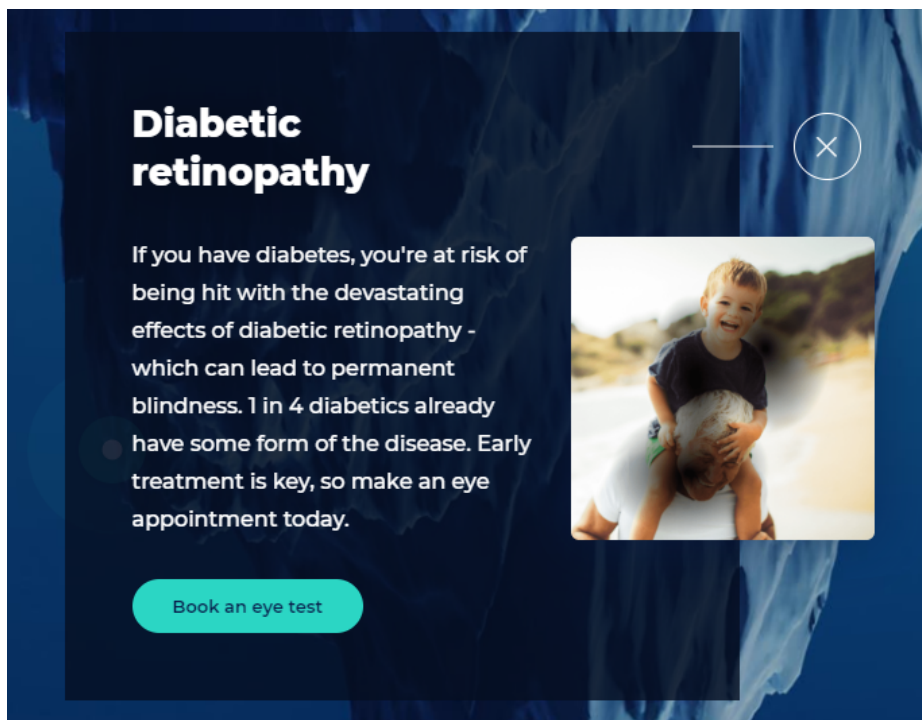 Diabetic
retinopathy
If you have diabetes, you're at risk of
being hit with the devastating
effects of diabetic retinopathy -
which can lead to permanent
blindness. 1 in 4 diabetics already
have some form of the disease. Early
treatment is key, so make an eye
appointment today.
Book an eye test